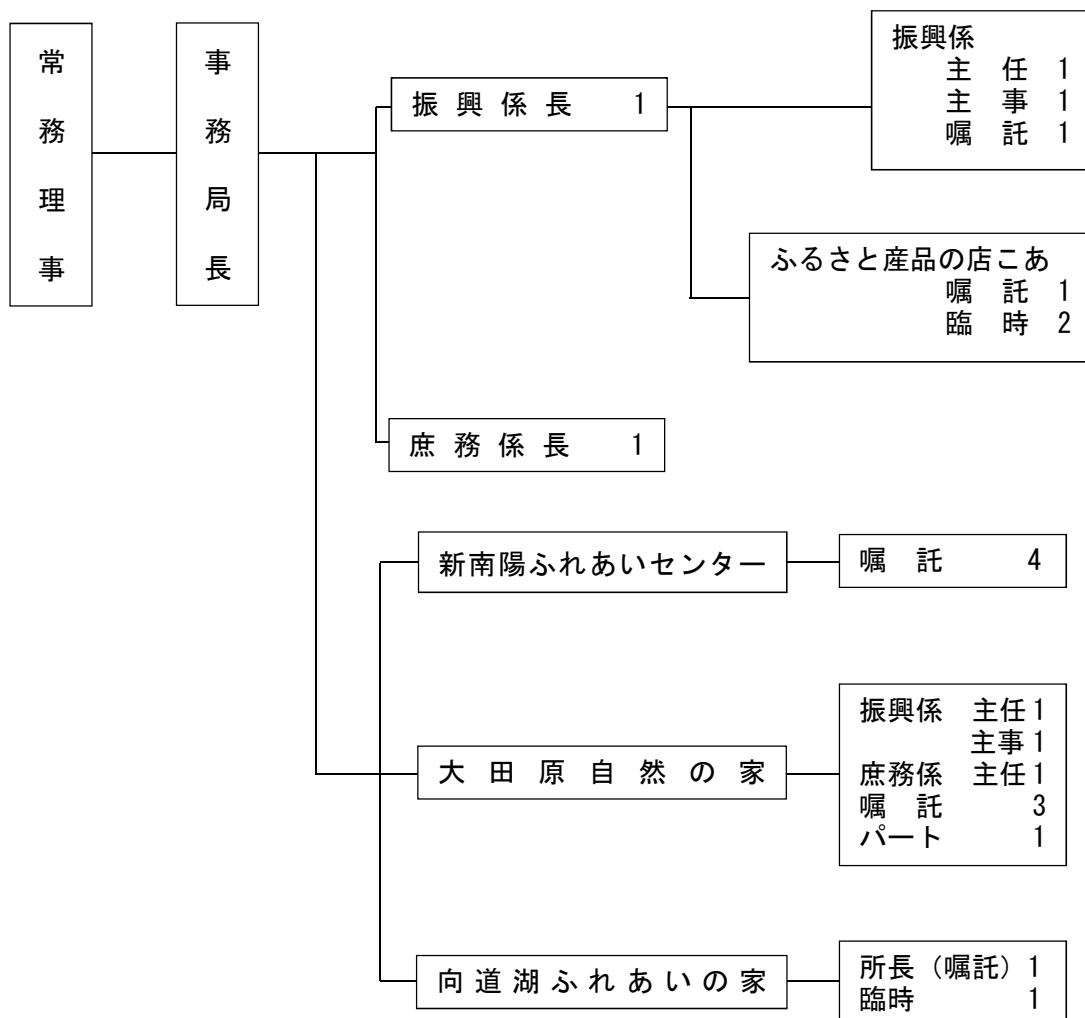 常務理事
事務局長
振興係長 1
振興係
主 任 1
主 事 1
嘱 託 1
ふるさと産品の店こあ
嘱 託 1
臨 時 2
庶務係長 1
新南陽ふれあいセンター
嘱 託 4
大田原自然の家
振興係 主任1
主事1
庶務係 主任1
嘱 託 3
パート 1
向道湖ふれあいの家
所長（嘱託）1
臨時 1